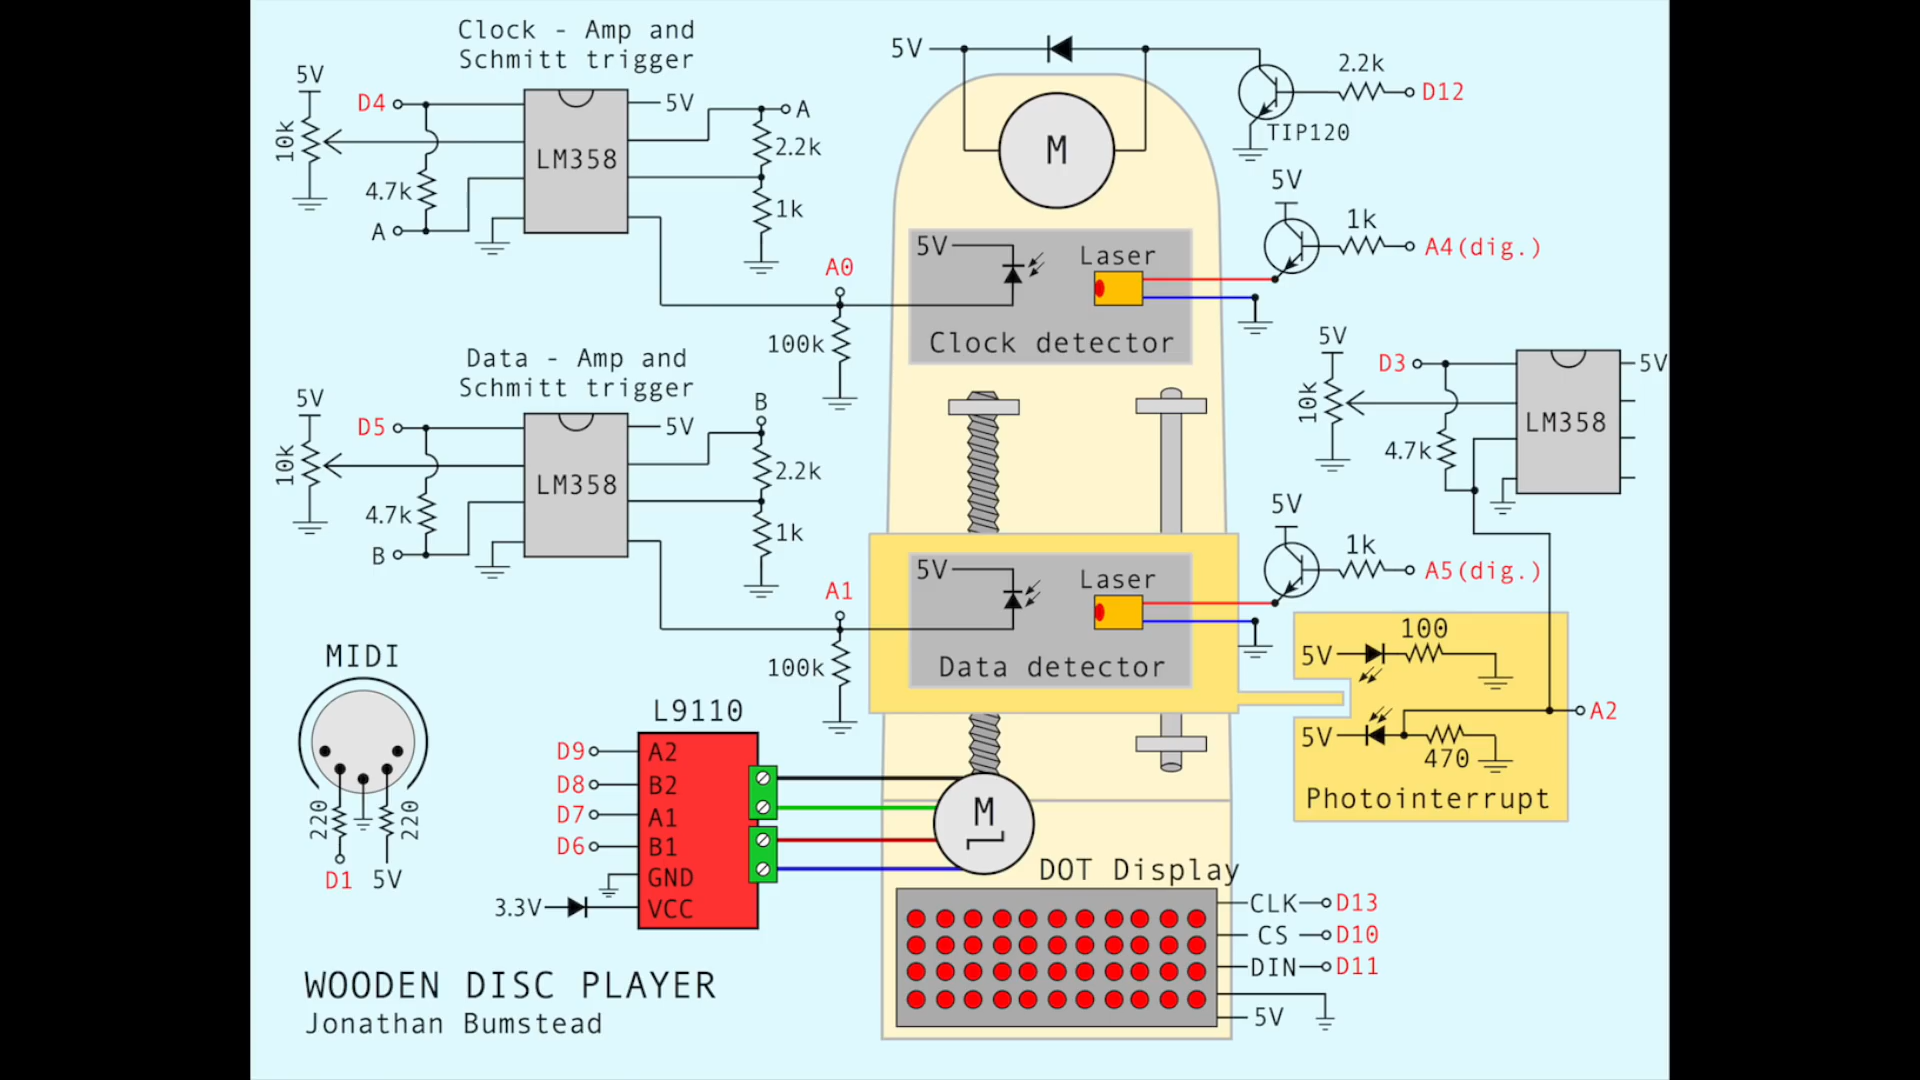 Clock - Amp and
Schmitt trigger
5V
D4
10k
4.7k
A
LM358
5V
A
2.2k
1k
A0
100k
5V
M
2.2k
D12
TIP120
5V
1k
A4(dig.)
5V
Laser
Clock detector
Data - Amp and
Schmitt trigger
5V
D5
10k
4.7k
B
LM358
5V
B
2.2k
1k
A1
100k
5V
D3
10k
4.7k
LM358
5V
5V
1k
A5(dig.)
5V
Laser
Data detector
5V
100
5V
470
A2
Photointerrupt
MIDI
220
220
D1
5V
L9110
D9
A2
D8
B2
D7
A1
D6
B1
GND
3.3V
VCC
M
DOT Display
CLK
D13
CS
D10
DIN
D11
5V
WOODEN DISC PLAYER
Jonathan Bumstead